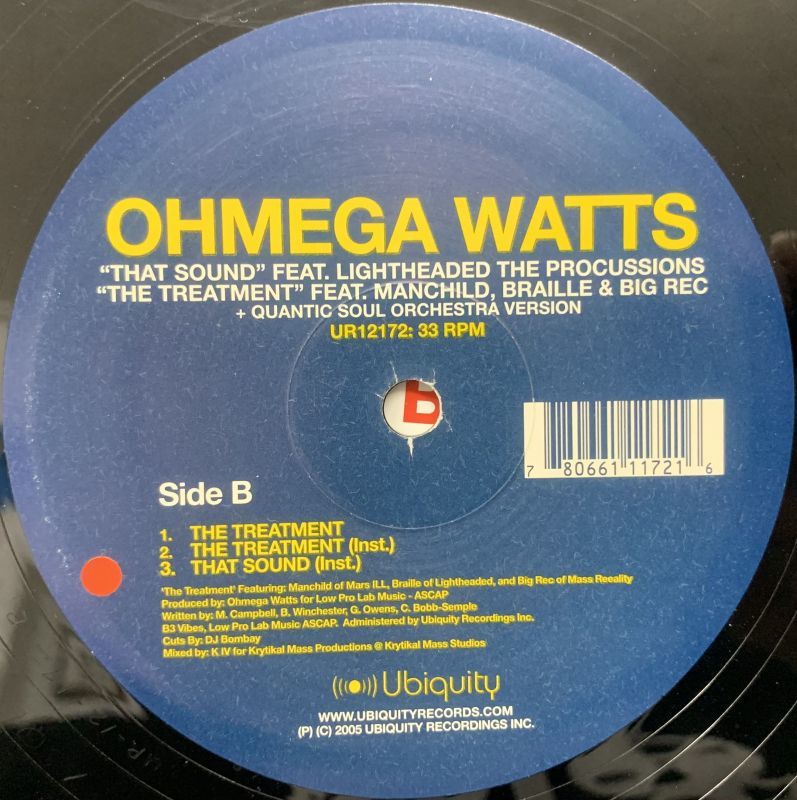 OHMEGA WATTS
“THAT SOUND” FEAT. LIGHTHEADED THE PROCUSSIONS
“THE TREATMENT” FEAT. MANCHILD, BRAILLE & BIG REC
+ QUANTIC SOUL ORCHESTRA VERSION
UR12172: 33 RPM
7 80661 11721 6
Side B
1. THE TREATMENT
2. THE TREATMENT (Inst.)
3. THAT SOUND (Inst.)
'The Treatment' Featuring: Manchild of Mars ILL, Braille of Lightheaded, and Big Rec of Mass Reeality
Produced by: Ohmega Watts for Low Pro Lab Music - ASCAP
Written by: M. Campbell, B. Winchester, G. Owens, C. Bobb-Semple
B3 Vibes, Low Pro Lab Music ASCAP. Administered by Ubiquity Recordings Inc.
Cuts By: DJ Bombay
Mixed by: K IV for Krytikal Mass Productions @ Krytikal Mass Studios
Ubiquity
WWW.UBIQUITYRECORDS.COM
(P) (C) 2005 UBIQUITY RECORDINGS INC.